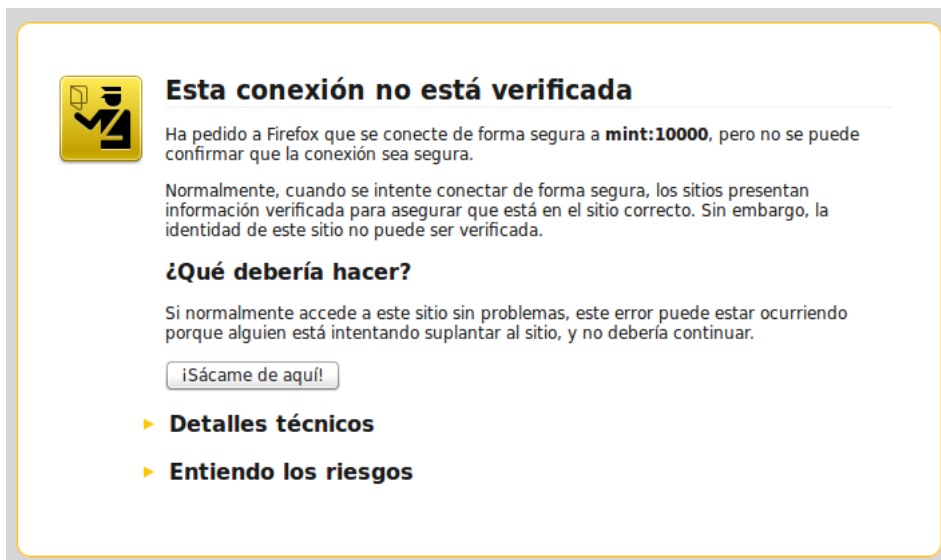 Esta conexión no está verificada
Ha pedido a Firefox que se conecte de forma segura a mint:10000, pero no se puede
confirmar que la conexión sea segura.
Normalmente, cuando se intente conectar de forma segura, los sitios presentan
información verificada para asegurar que está en el sitio correcto. Sin embargo, la
identidad de este sitio no puede ser verificada.
¿Qué debería hacer?
Si normalmente accede a este sitio sin problemas, este error puede estar ocurriendo
porque alguien está intentando suplantar al sitio, y no debería continuar.
¡Sácame de aquí!
Detalles técnicos
Entiendo los riesgos